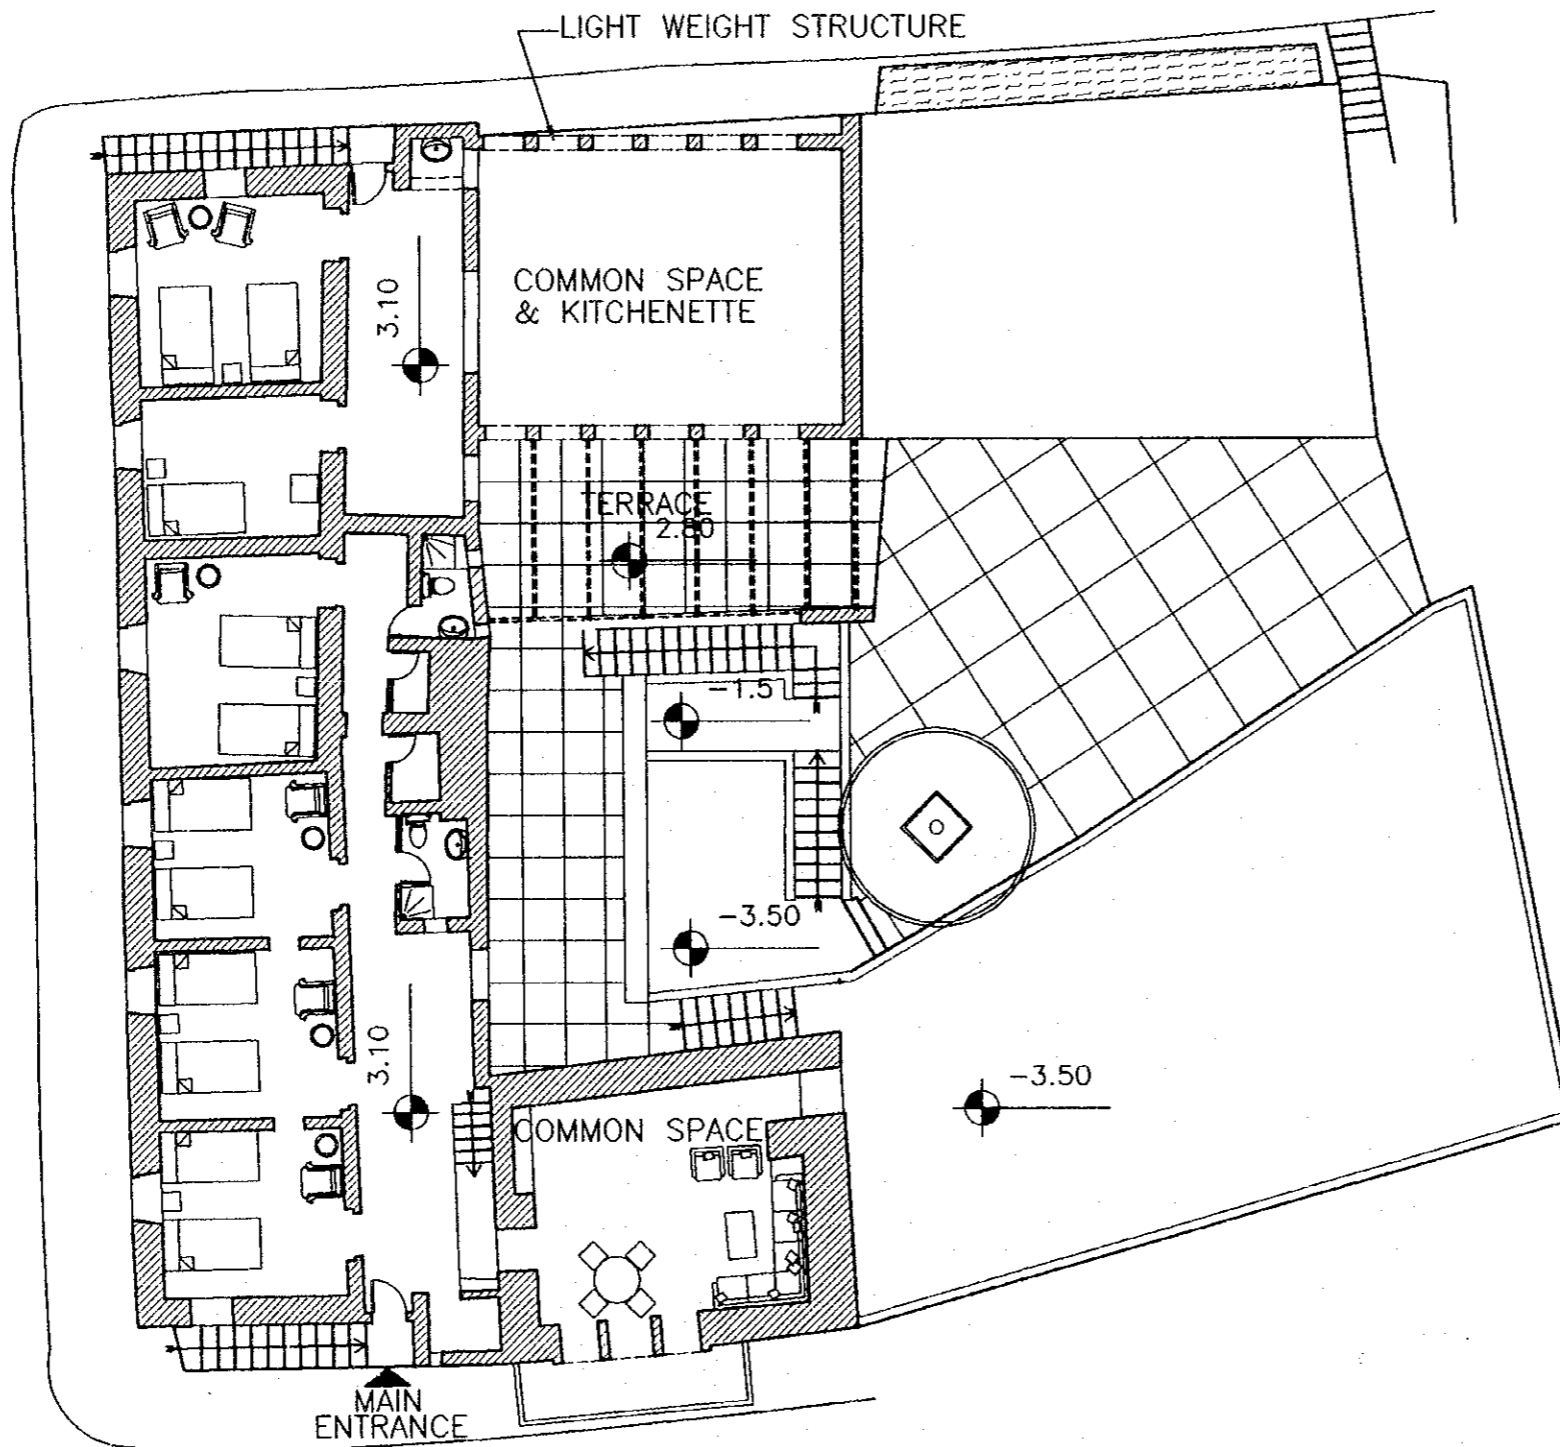 LIGHT WEIGHT STRUCTURE
COMMON SPACE
& KITCHENETTE
3.10
TERRACE
2.80
-1.5
-3.50
3.10
-3.50
COMMON SPACE
MAIN
ENTRANCE